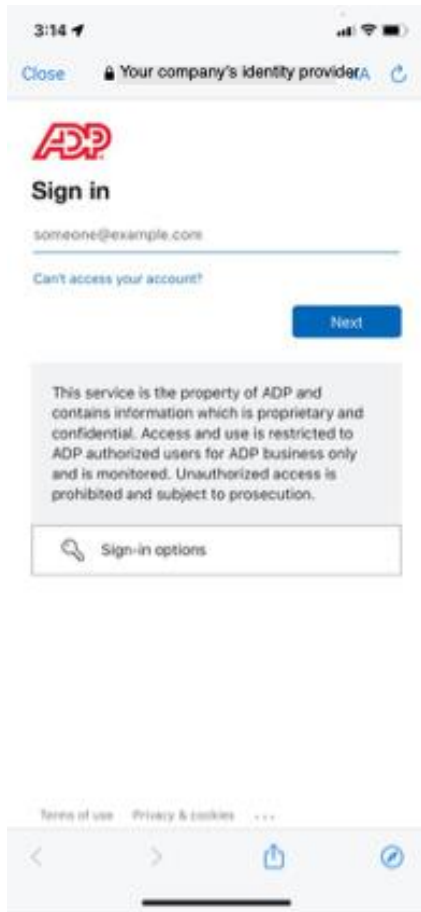 3:14
Close Your company's identity provider A
ADP
Sign in
someone@example.com
Can't access your account?
Next
This service is the property of ADP and
contains information which is proprietary and
confidential. Access and use is restricted to
ADP authorized users for ADP business only
and is monitored. Unauthorized access is
prohibited and subject to prosecution.
Sign-in options
Terms of use Privacy & cookies ...